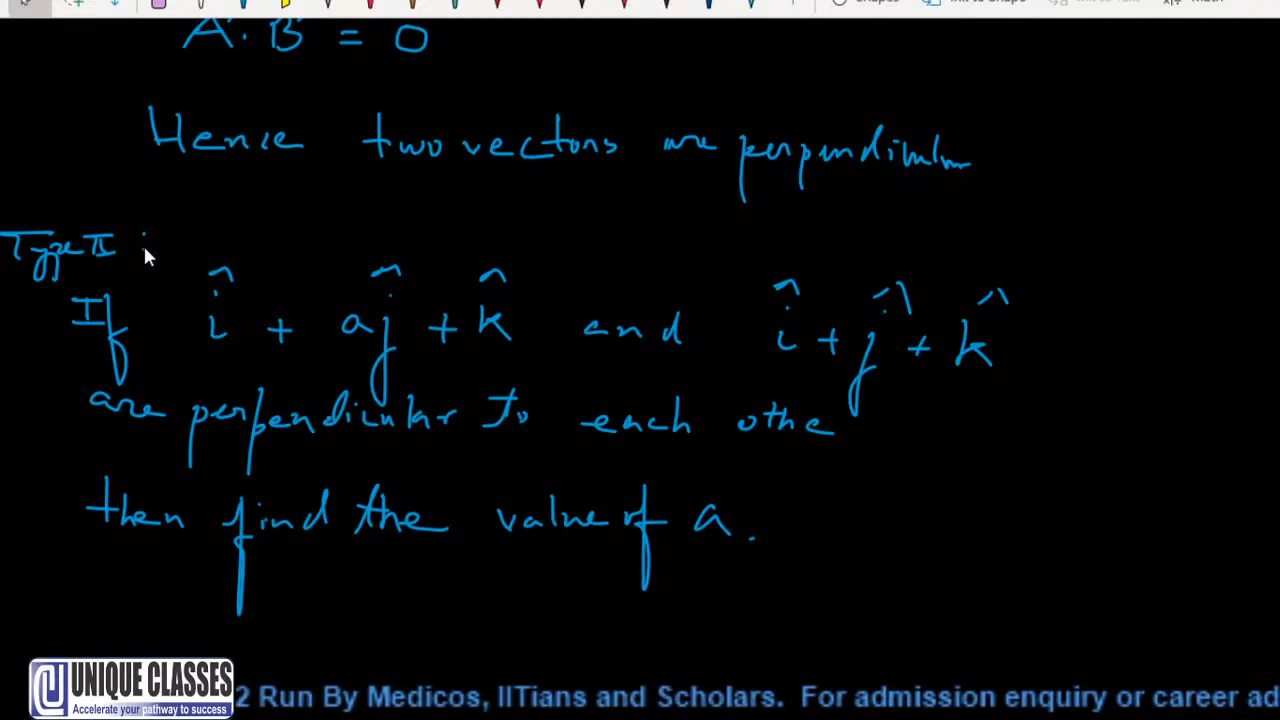 A · B = 0
Hence two vectors are perpendicular
Type II :
If î + aĵ + k̂ and î + ĵ + k̂
are perpendicular to each othe
then find the value of a.
UNIQUE CLASSES
Accelerate your pathway to success
2 Run By Medicos, IITians and Scholars. For admission enquiry or career ad